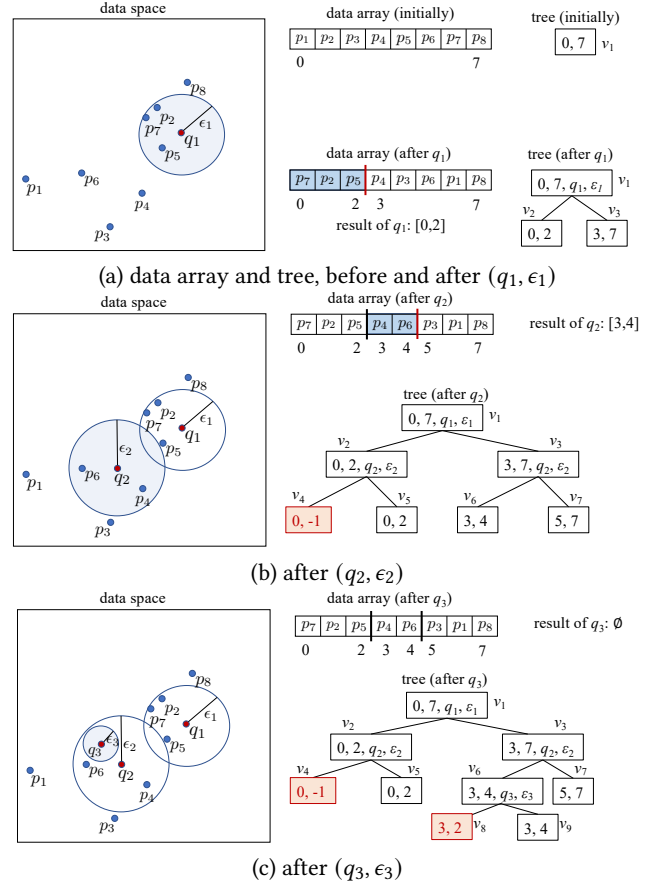 data space
p8
p2
p7
ϵ1
q1
p5
p1
p6
p4
p3
data array (initially)
p1 p2 p3 p4 p5 p6 p7 p8
0 7
tree (initially)
0, 7 v1
data array (after q1)
p7 p2 p5 p4 p3 p6 p1 p8
0 2 3 7
result of q1: [0,2]
tree (after q1)
0, 7, q1, ε1 v1
v2 v3
0, 2 3, 7
(a) data array and tree, before and after (q1, ϵ1)
data space
p8
p2
p7
ϵ1
q1
p5
ϵ2
p6
q2
p1
p4
p3
data array (after q2)
p7 p2 p5 p4 p6 p3 p1 p8
0 2 3 4 5 7
result of q2: [3,4]
tree (after q2)
0, 7, q1, ε1 v1
v2 v3
0, 2, q2, ε2 3, 7, q2, ε2
v4 v5 v6 v7
0, -1 0, 2 3, 4 5, 7
(b) after (q2, ϵ2)
data space
p8
p2
p7
ϵ1
q1
p5
ϵ3
ϵ2
q3
p6
q2
p1
p4
p3
data array (after q3)
p7 p2 p5 p4 p6 p3 p1 p8
0 2 3 4 5 7
result of q3: ∅
tree (after q3)
0, 7, q1, ε1 v1
v2 v3
0, 2, q2, ε2 3, 7, q2, ε2
v4 v5 v6 v7
0, -1 0, 2 3, 4, q3, ε3 5, 7
3, 2 v8 3, 4 v9
(c) after (q3, ϵ3)